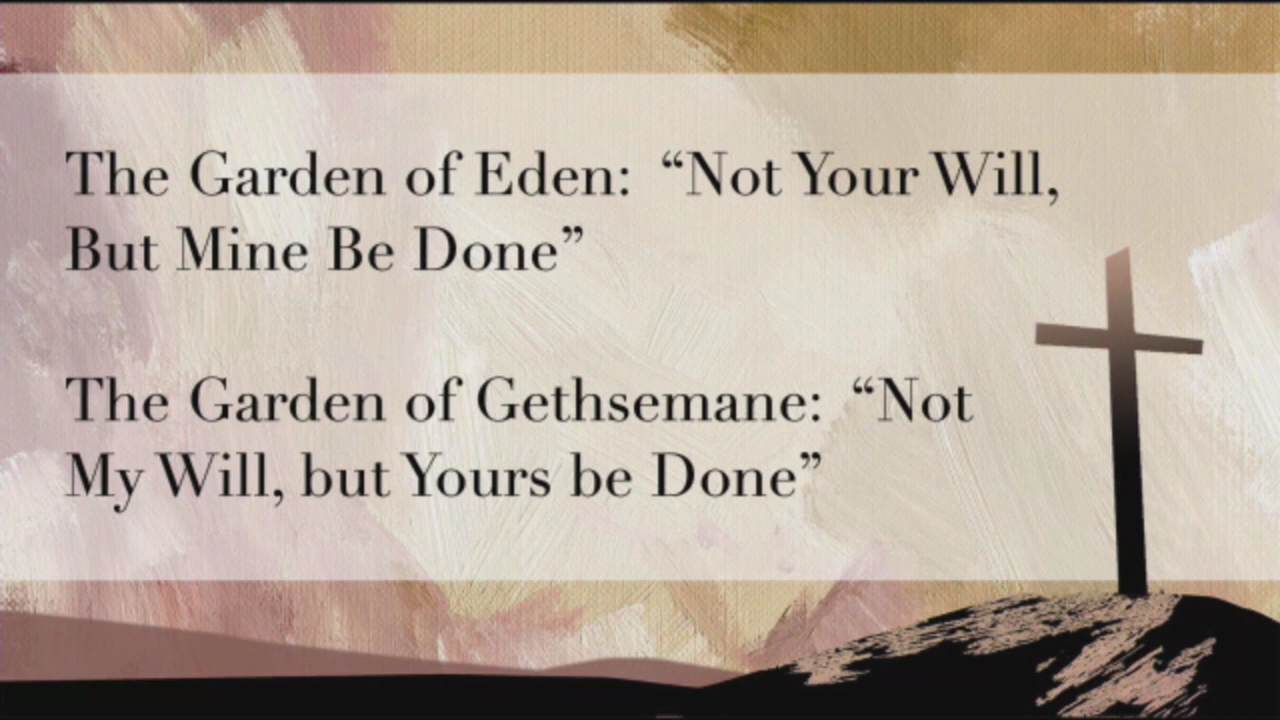 The Garden of Eden: “Not Your Will,
But Mine Be Done”
The Garden of Gethsemane: “Not
My Will, but Yours be Done”